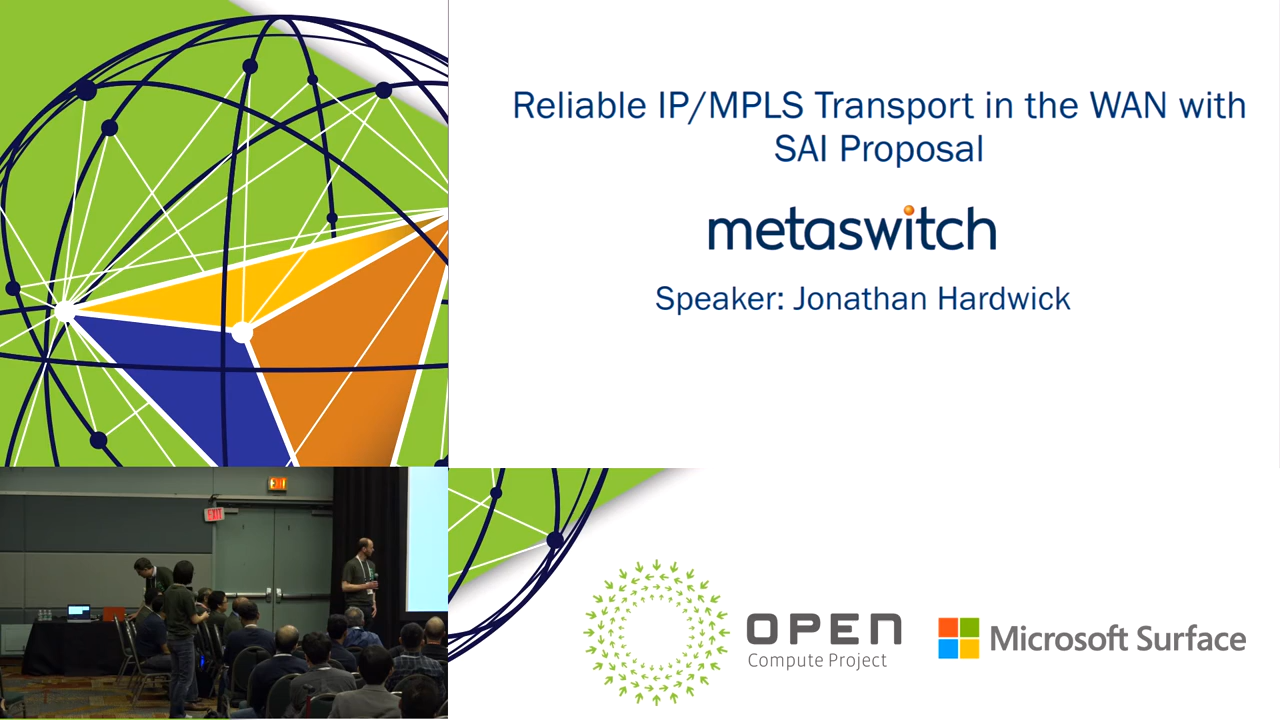 Reliable IP/MPLS Transport in the WAN with
SAI Proposal
metaswitch
Speaker: Jonathan Hardwick
OPEN
Compute Project
Microsoft Surface